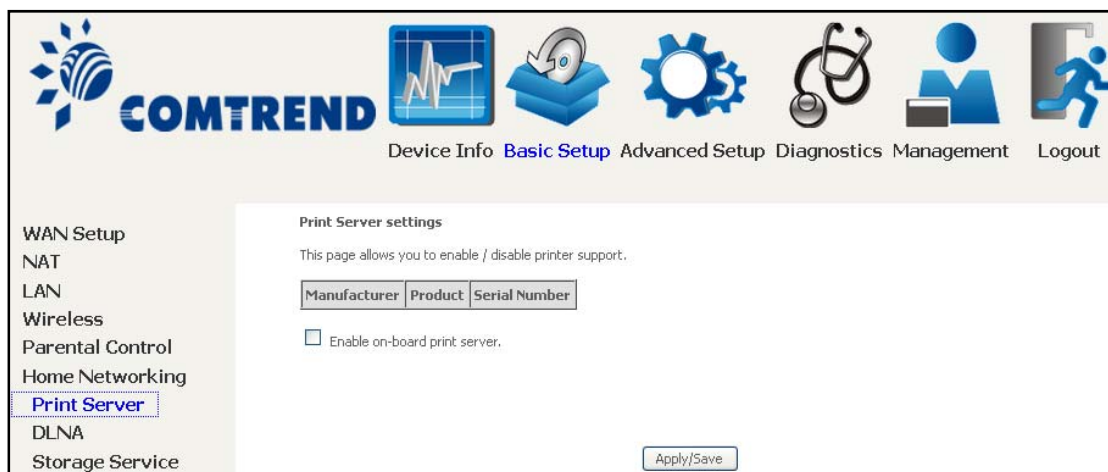 COMTREND
Device Info Basic Setup Advanced Setup Diagnostics Management Logout
WAN Setup
NAT
LAN
Wireless
Parental Control
Home Networking
Print Server
DLNA
Storage Service
Print Server settings
This page allows you to enable / disable printer support.
Manufacturer Product Serial Number
Enable on-board print server.
Apply/Save